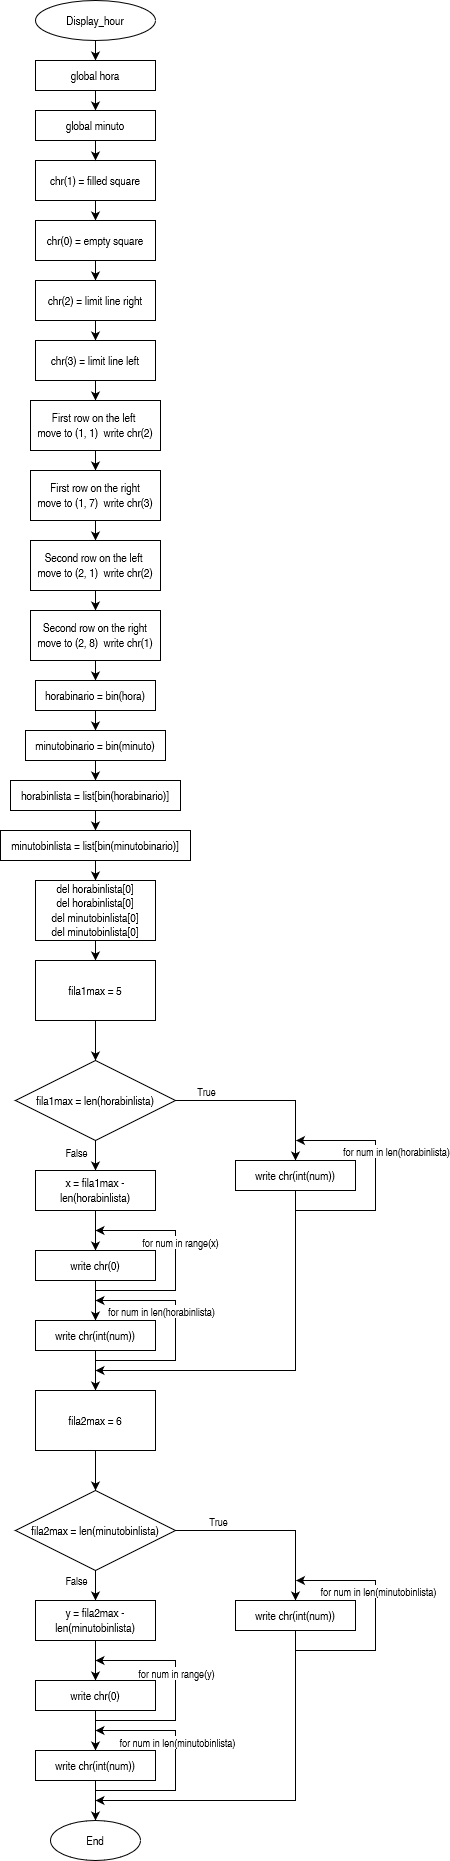 Display_hour
global hora
global minuto
chr(1) = filled square
chr(0) = empty square
chr(2) = limit line right
chr(3) = limit line left
First row on the left
move to (1, 1)  write chr(2)
First row on the right
move to (1, 7)  write chr(3)
Second row on the left
move to (2, 1)  write chr(2)
Second row on the right
move to (2, 8)  write chr(1)
horabinario = bin(hora)
minutobinario = bin(minuto)
horabinlista = list[bin(horabinario)]
minutobinlista = list[bin(minutobinario)]
del horabinlista[0]
del horabinlista[0]
del minutobinlista[0]
del minutobinlista[0]
fila1max = 5
fila1max = len(horabinlista)
True
False
for num in len(horabinlista)
write chr(int(num))
x = fila1max -
len(horabinlista)
for num in range(x)
write chr(0)
for num in len(horabinlista)
write chr(int(num))
fila2max = 6
fila2max = len(minutobinlista)
True
False
for num in len(minutobinlista)
write chr(int(num))
y = fila2max -
len(minutobinlista)
for num in range(y)
write chr(0)
for num in len(minutobinlista)
write chr(int(num))
End